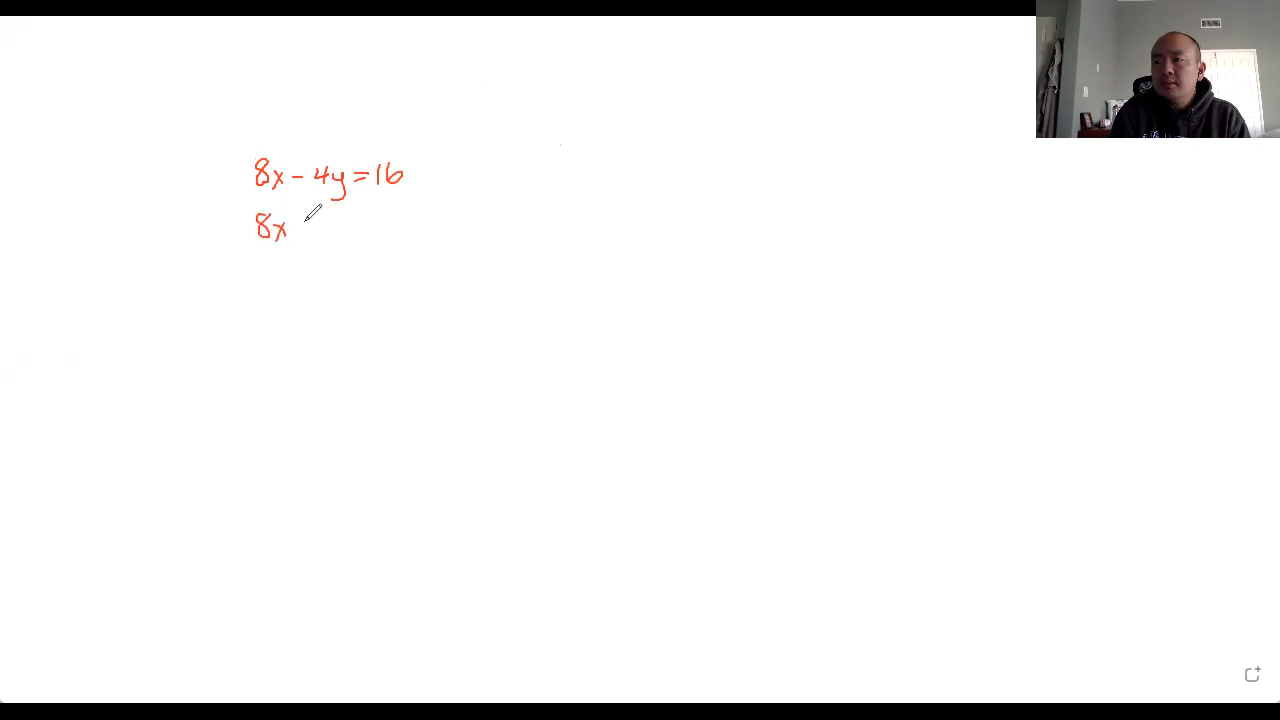 8x - 4y = 16
8x